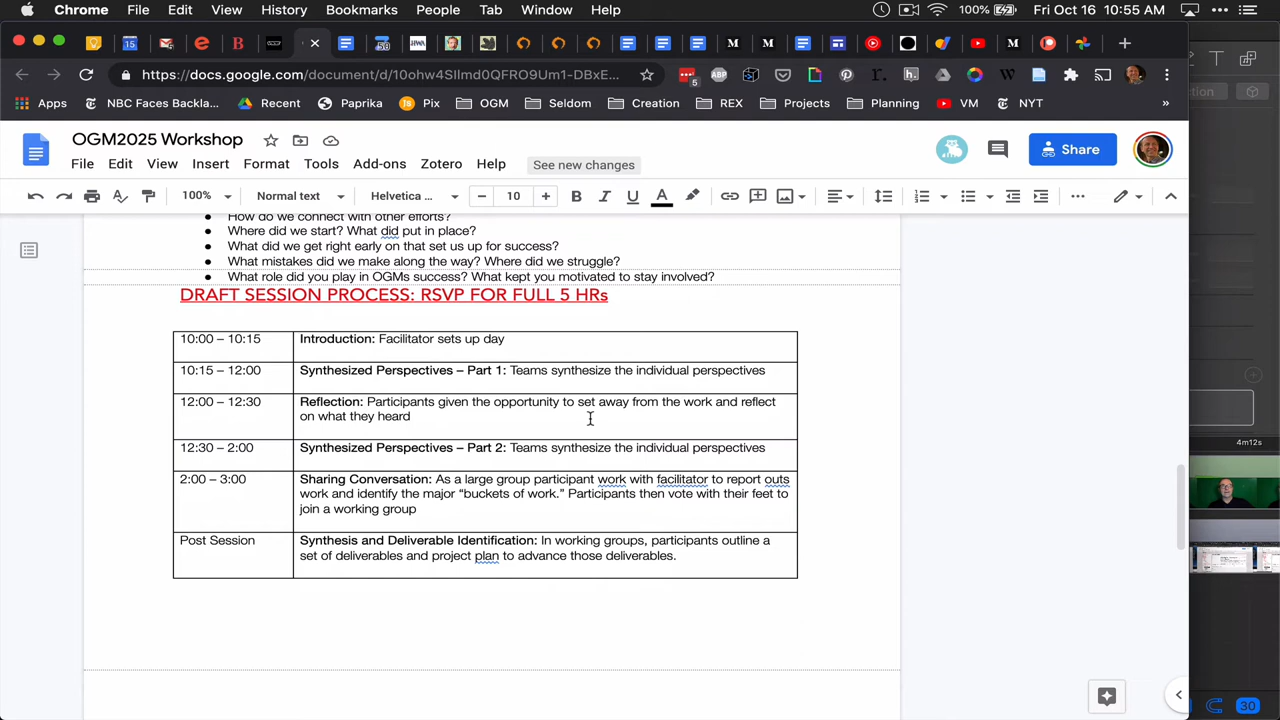 Chrome File Edit View History Bookmarks People Tab Window Help 100% Fri Oct 16 10:55 AM
https://docs.google.com/document/d/10ohw4SIlmd0QFRO9Um1-DBxE...
5
Apps NBC Faces Backla... Recent Paprika Pix OGM Seldom Creation REX Projects Planning VM NYT »
OGM2025 Workshop
File Edit View Insert Format Tools Add-ons Zotero Help See new changes
Share
100% Normal text Helvetica ... 10 B I U A
How do we connect with other efforts?
Where did we start? What did put in place?
What did we get right early on that set us up for success?
What mistakes did we make along the way? Where did we struggle?
What role did you play in OGMs success? What kept you motivated to stay involved?
DRAFT SESSION PROCESS: RSVP FOR FULL 5 HRs
10:00 – 10:15 Introduction: Facilitator sets up day
10:15 – 12:00 Synthesized Perspectives – Part 1: Teams synthesize the individual perspectives
12:00 – 12:30 Reflection: Participants given the opportunity to set away from the work and reflect
on what they heard
12:30 – 2:00 Synthesized Perspectives – Part 2: Teams synthesize the individual perspectives
2:00 – 3:00 Sharing Conversation: As a large group participant work with facilitator to report outs
work and identify the major “buckets of work.” Participants then vote with their feet to
join a working group
Post Session Synthesis and Deliverable Identification: In working groups, participants outline a
set of deliverables and project plan to advance those deliverables.
4m12s
30